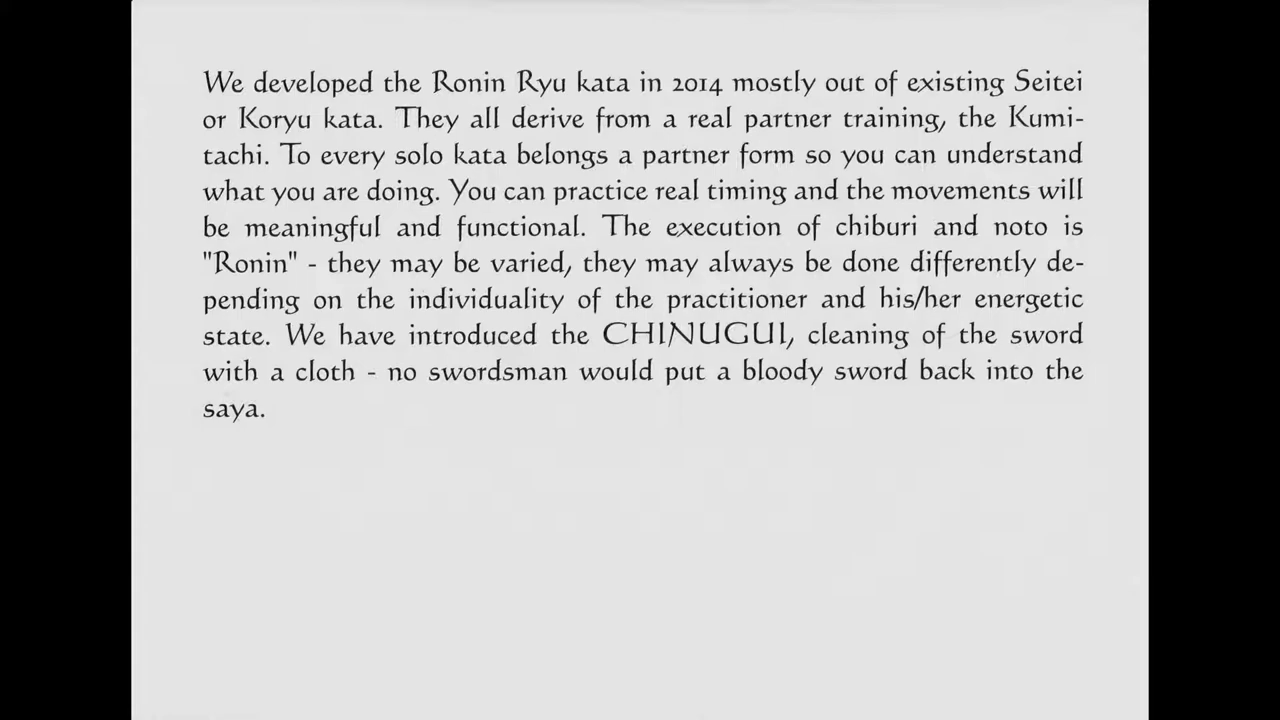 We developed the Ronin Ryu kata in 2014 mostly out of existing Seitei
or Koryu kata. They all derive from a real partner training, the Kumi-
tachi. To every solo kata belongs a partner form so you can understand
what you are doing. You can practice real timing and the movements will
be meaningful and functional. The execution of chiburi and noto is
"Ronin" - they may be varied, they may always be done differently de-
pending on the individuality of the practitioner and his/her energetic
state. We have introduced the CHINUGUI, cleaning of the sword
with a cloth - no swordsman would put a bloody sword back into the
saya.